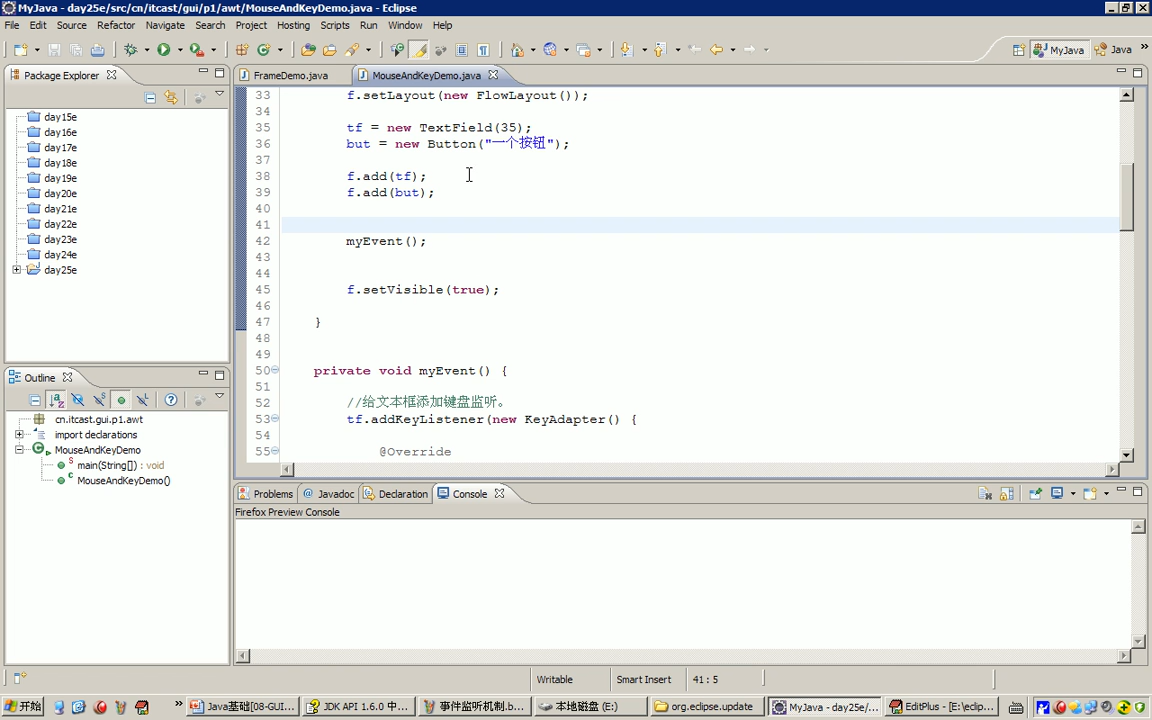 MyJava - day25e/src/cn/itcast/gui/p1/awt/MouseAndKeyDemo.java - Eclipse
File Edit Source Refactor Navigate Search Project Hosting Scripts Run Window Help
MyJava Java
Package Explorer
FrameDemo.java MouseAndKeyDemo.java
day15e
day16e
day17e
day18e
day19e
day20e
day21e
day22e
day23e
day24e
day25e
33 f.setLayout(new FlowLayout());
34
35 tf = new TextField(35);
36 but = new Button("一个按钮");
37
38 f.add(tf);
39 f.add(but);
40
41
42 myEvent();
43
44
45 f.setVisible(true);
46
47 }
48
49
50 private void myEvent() {
51
52 //给文本框添加键盘监听。
53 tf.addKeyListener(new KeyAdapter() {
54
55 @Override
Outline
cn.itcast.gui.p1.awt
import declarations
MouseAndKeyDemo
main(String[]) : void
MouseAndKeyDemo()
Problems @ Javadoc Declaration Console
Firefox Preview Console
Writable Smart Insert 41 : 5
开始 Java基础[08-GUI... JDK API 1.6.0 中... 事件监听机制.b... 本地磁盘 (E:) org.eclipse.update MyJava - day25e/... EditPlus - [E:\eclip...